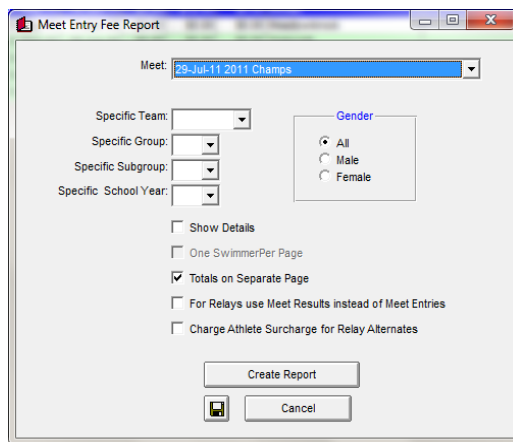 Meet Entry Fee Report
Meet: 29-Jul-11 2011 Champs
Specific Team:
Gender
Specific Group:
All
Specific Subgroup:
Male
Female
Specific School Year:
Show Details
One SwimmerPer Page
Totals on Separate Page
For Relays use Meet Results instead of Meet Entries
Charge Athlete Surcharge for Relay Alternates
Create Report
Cancel